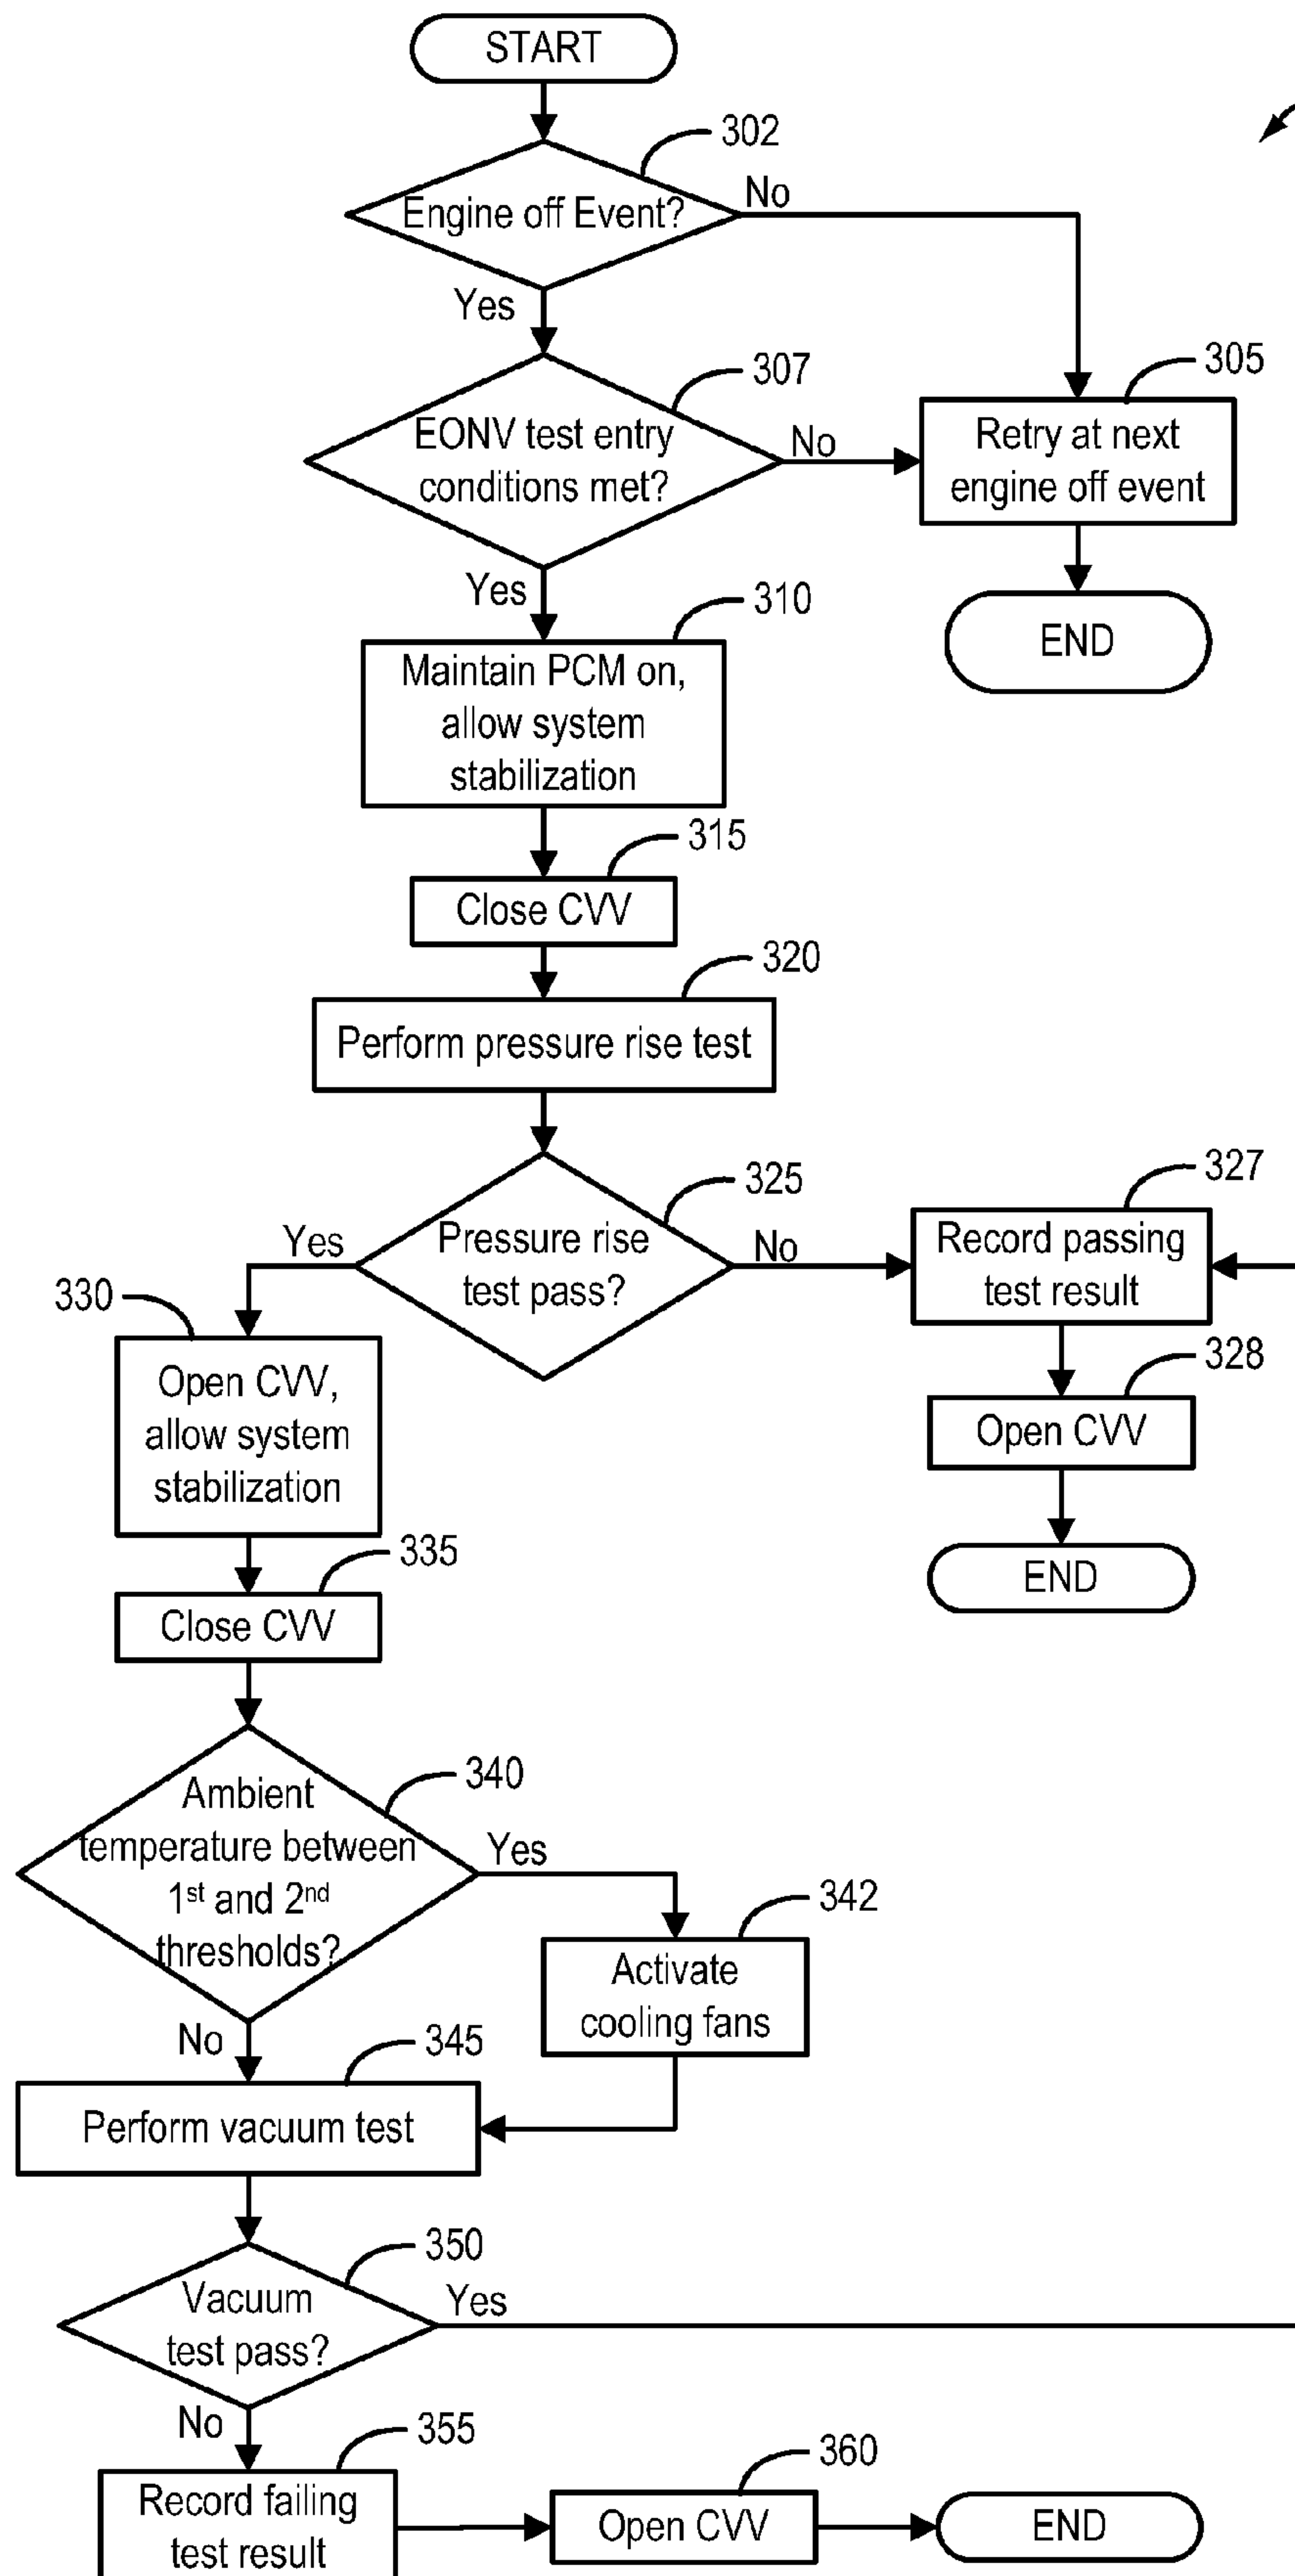 START
302
Engine off Event?
No
Yes
307
EONV test entry
conditions met?
No
305
Retry at next
engine off event
Yes
END
310
Maintain PCM on,
allow system
stabilization
315
Close CVV
320
Perform pressure rise test
325
Pressure rise
test pass?
Yes
No
327
Record passing
test result
328
Open CVV
END
330
Open CVV,
allow system
stabilization
335
Close CVV
340
Ambient
temperature between
1st and 2nd
thresholds?
Yes
342
Activate
cooling fans
No
345
Perform vacuum test
350
Vacuum
test pass?
Yes
No
355
Record failing
test result
360
Open CVV
END